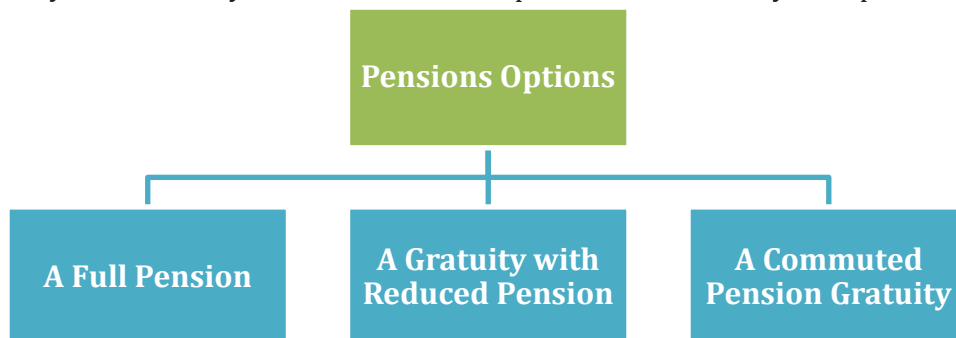 Pensions Options
A Full Pension
A Gratuity with
Reduced Pension
A Commuted
Pension Gratuity